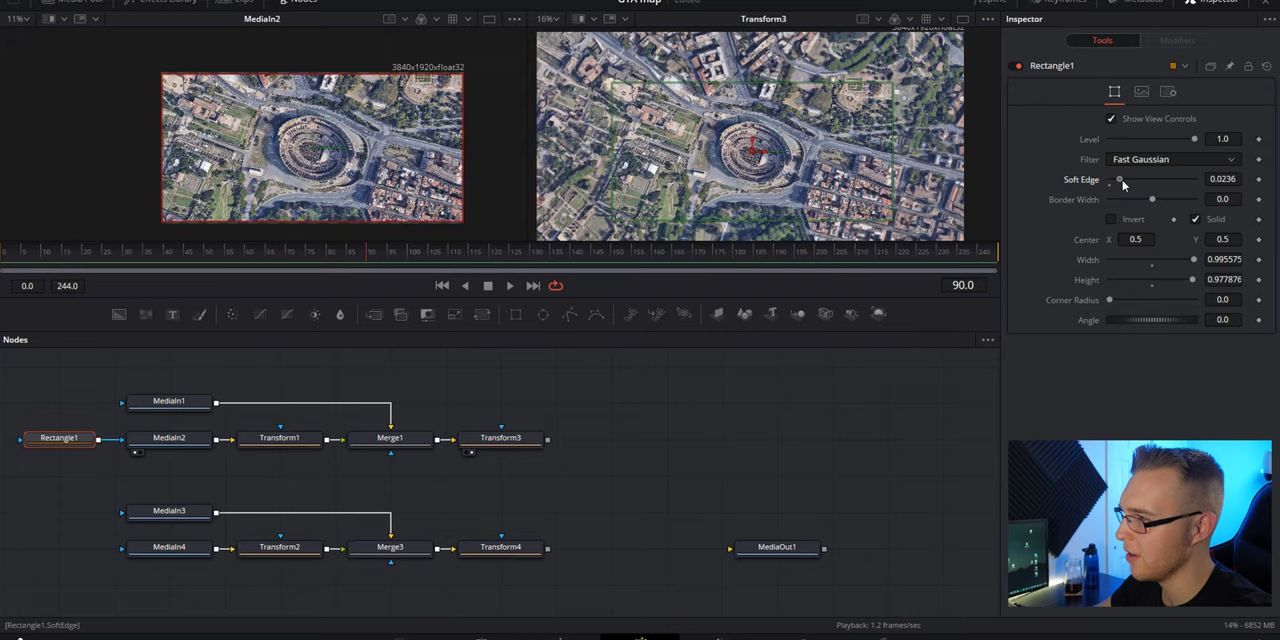 11%
MediaIn2
16%
Transform3
Inspector
3840x1920xfloat32
3840x1920xfloat32
Tools
Modifiers
Rectangle1
Show View Controls
Level 1.0
Filter Fast Gaussian
Soft Edge 0.0236
Border Width 0.0
Invert Solid
Center X 0.5 Y 0.5
Width 0.995575
Height 0.977876
Corner Radius 0.0
Angle 0.0
0 5 10 15 20 25 30 35 40 45 50 55 60 65 70 75 80 85 90 95 100 105 110 115 120 125 130 135 140 145 150 155 160 165 170 175 180 185 190 195 200 205 210 215 220 225 230 235 240
0.0 244.0 90.0
Nodes
MediaIn1
Rectangle1 MediaIn2 Transform1 Merge1 Transform3
MediaIn3
MediaIn4 Transform2 Merge3 Transform4 MediaOut1
[Rectangle1.SoftEdge]
Playback: 1.2 frames/sec
14% - 6852 MB